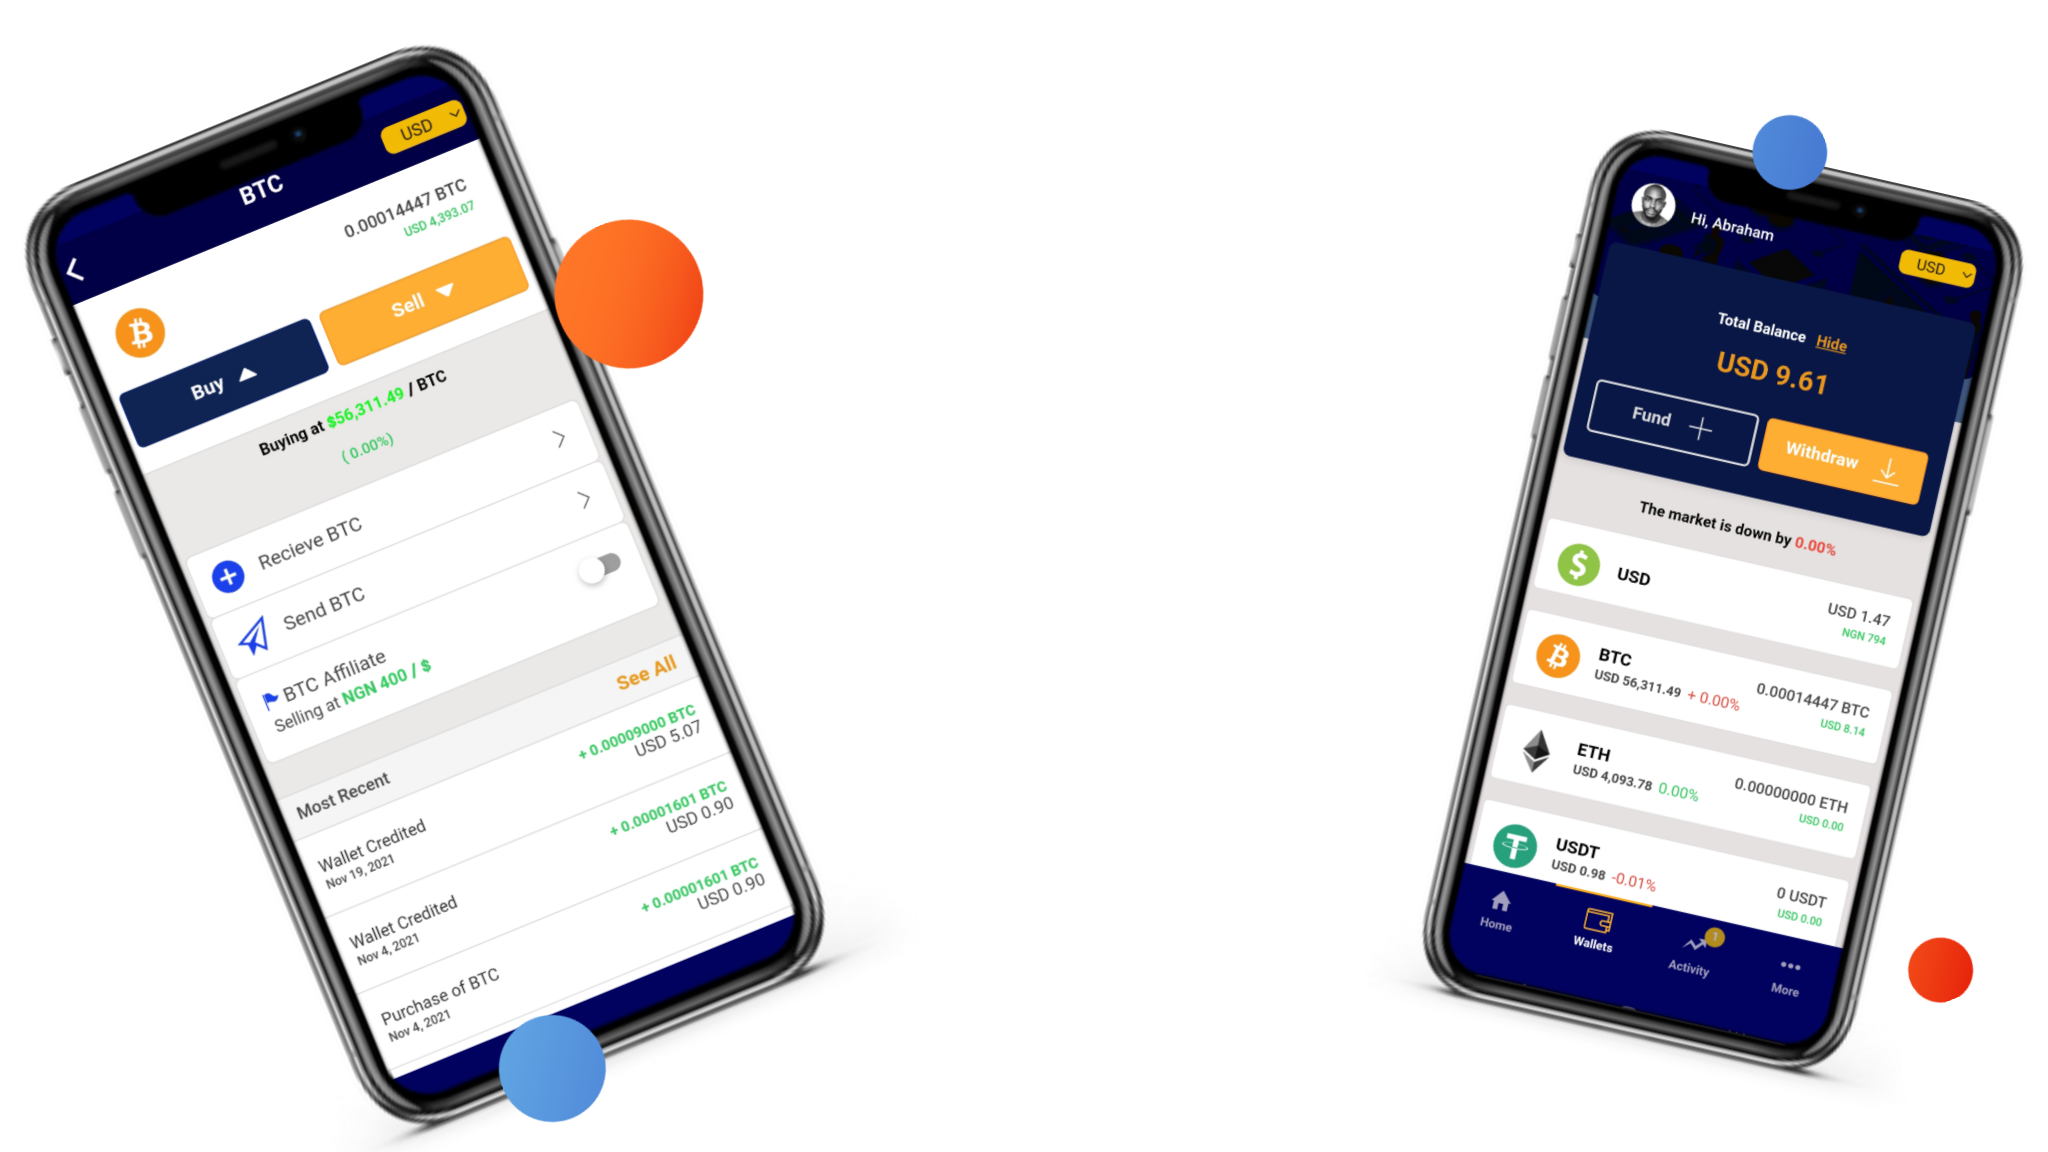 USD
BTC
0.00014447 BTC
USD 4,393.07
Buy
Sell
Buying at $56,311.49 / BTC
( 0.00%)
Recieve BTC
Send BTC
BTC Affiliate
Selling at NGN 400 / $
Most Recent See All
Wallet Credited + 0.00009000 BTC
Nov 19, 2021 USD 5.07
Wallet Credited + 0.00001601 BTC
Nov 4, 2021 USD 0.90
Purchase of BTC + 0.00001601 BTC
Nov 4, 2021 USD 0.90
Hi, Abraham
USD
Total Balance Hide
USD 9.61
Fund
Withdraw
The market is down by 0.00%
USD USD 1.47
NGN 794
BTC 0.00014447 BTC
USD 56,311.49 + 0.00% USD 8.14
ETH 0.00000000 ETH
USD 4,093.78 0.00% USD 0.00
USDT 0 USDT
USD 0.98 -0.01% USD 0.00
1
Home Wallets Activity More